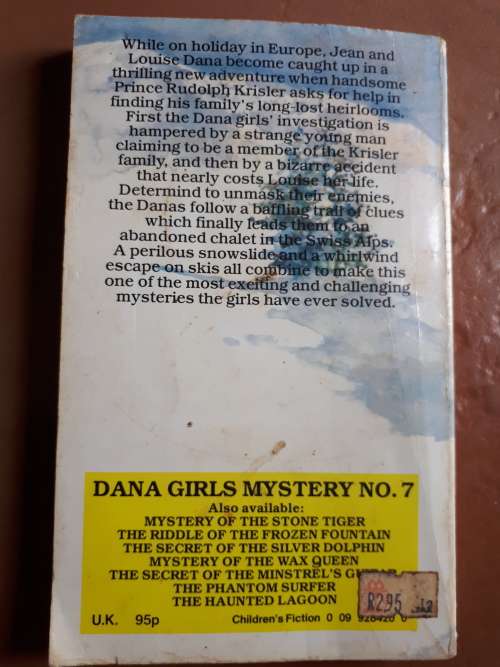 While on holiday in Europe, Jean and
Louise Dana become caught up in a
thrilling new adventure when handsome
Prince Rudolph Krisler asks for help in
finding his family's long-lost heirlooms.
First the Dana girls' investigation is
hampered by a strange young man
claiming to be a member of the Krisler
family, and then by a bizarre accident
that nearly costs Louise her life.
Determind to unmask their enemies,
the Danas follow a baffling trail of clues
which finally leads them to an
abandoned chalet in the Swiss Alps.
A perilous snowslide and a whirlwind
escape on skis all combine to make this
one of the most exciting and challenging
mysteries the girls have ever solved.
DANA GIRLS MYSTERY NO. 7
Also available:
MYSTERY OF THE STONE TIGER
THE RIDDLE OF THE FROZEN FOUNTAIN
THE SECRET OF THE SILVER DOLPHIN
MYSTERY OF THE WAX QUEEN
THE SECRET OF THE MINSTREL'S
THE PHANTOM SURFER
THE HAUNTED LAGOON
R2.95
U.K. 95p Children's Fiction 0 09